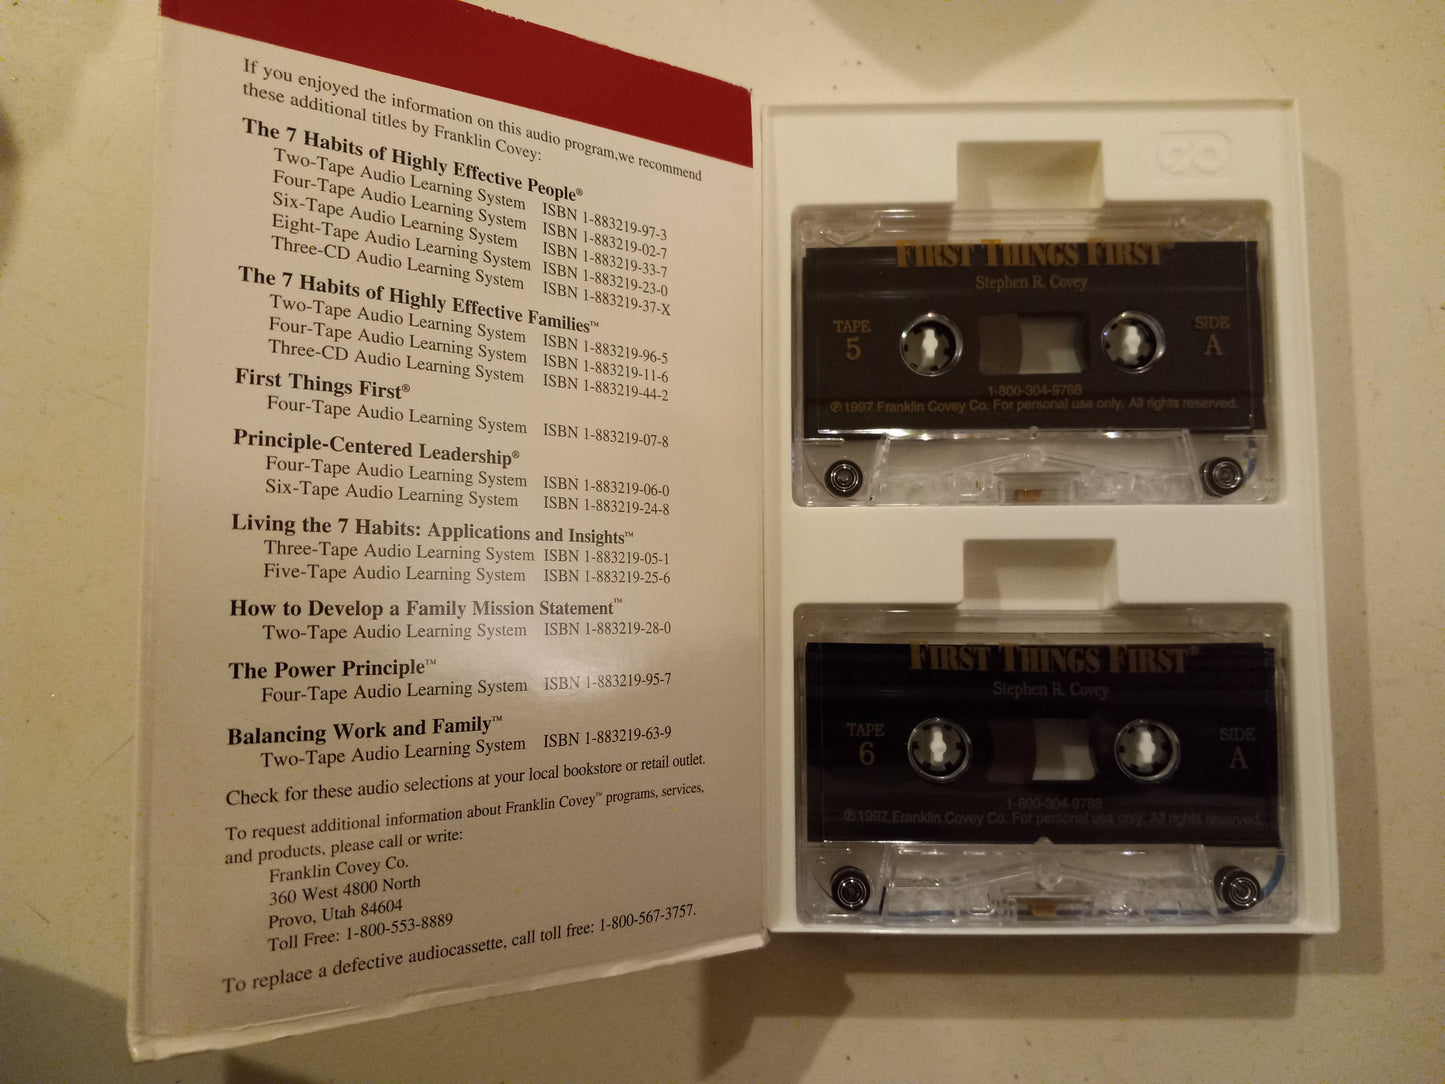 If you enjoyed the information on this audio program,we recommend
these additional titles by Franklin Covey:
The 7 Habits of Highly Effective People®
Two-Tape Audio Learning System ISBN 1-883219-97-3
Four-Tape Audio Learning System ISBN 1-883219-02-7
Six-Tape Audio Learning System ISBN 1-883219-33-7
Eight-Tape Audio Learning System ISBN 1-883219-23-0
Three-CD Audio Learning System ISBN 1-883219-37-X
The 7 Habits of Highly Effective Families™
Two-Tape Audio Learning System ISBN 1-883219-96-5
Four-Tape Audio Learning System ISBN 1-883219-11-6
Three-CD Audio Learning System ISBN 1-883219-44-2
First Things First®
Four-Tape Audio Learning System ISBN 1-883219-07-8
Principle-Centered Leadership®
Four-Tape Audio Learning System ISBN 1-883219-06-0
Six-Tape Audio Learning System ISBN 1-883219-24-8
Living the 7 Habits: Applications and Insights™
Three-Tape Audio Learning System ISBN 1-883219-05-1
Five-Tape Audio Learning System ISBN 1-883219-25-6
How to Develop a Family Mission Statement™
Two-Tape Audio Learning System ISBN 1-883219-28-0
The Power Principle™
Four-Tape Audio Learning System ISBN 1-883219-95-7
Balancing Work and Family™
Two-Tape Audio Learning System ISBN 1-883219-63-9
Check for these audio selections at your local bookstore or retail outlet.
To request additional information about Franklin Covey™ programs, services,
and products, please call or write:
Franklin Covey Co.
360 West 4800 North
Provo, Utah 84604
Toll Free: 1-800-553-8889
To replace a defective audiocassette, call toll free: 1-800-567-3757.
FIRST THINGS FIRST®
Stephen R. Covey
TAPE SIDE
5 A
1-800-304-9788
℗1997 Franklin Covey Co. For personal use only. All rights reserved.
FIRST THINGS FIRST®
Stephen R. Covey
TAPE SIDE
6 A
1-800-304-9788
℗1997 Franklin Covey Co. For personal use only. All rights reserved.